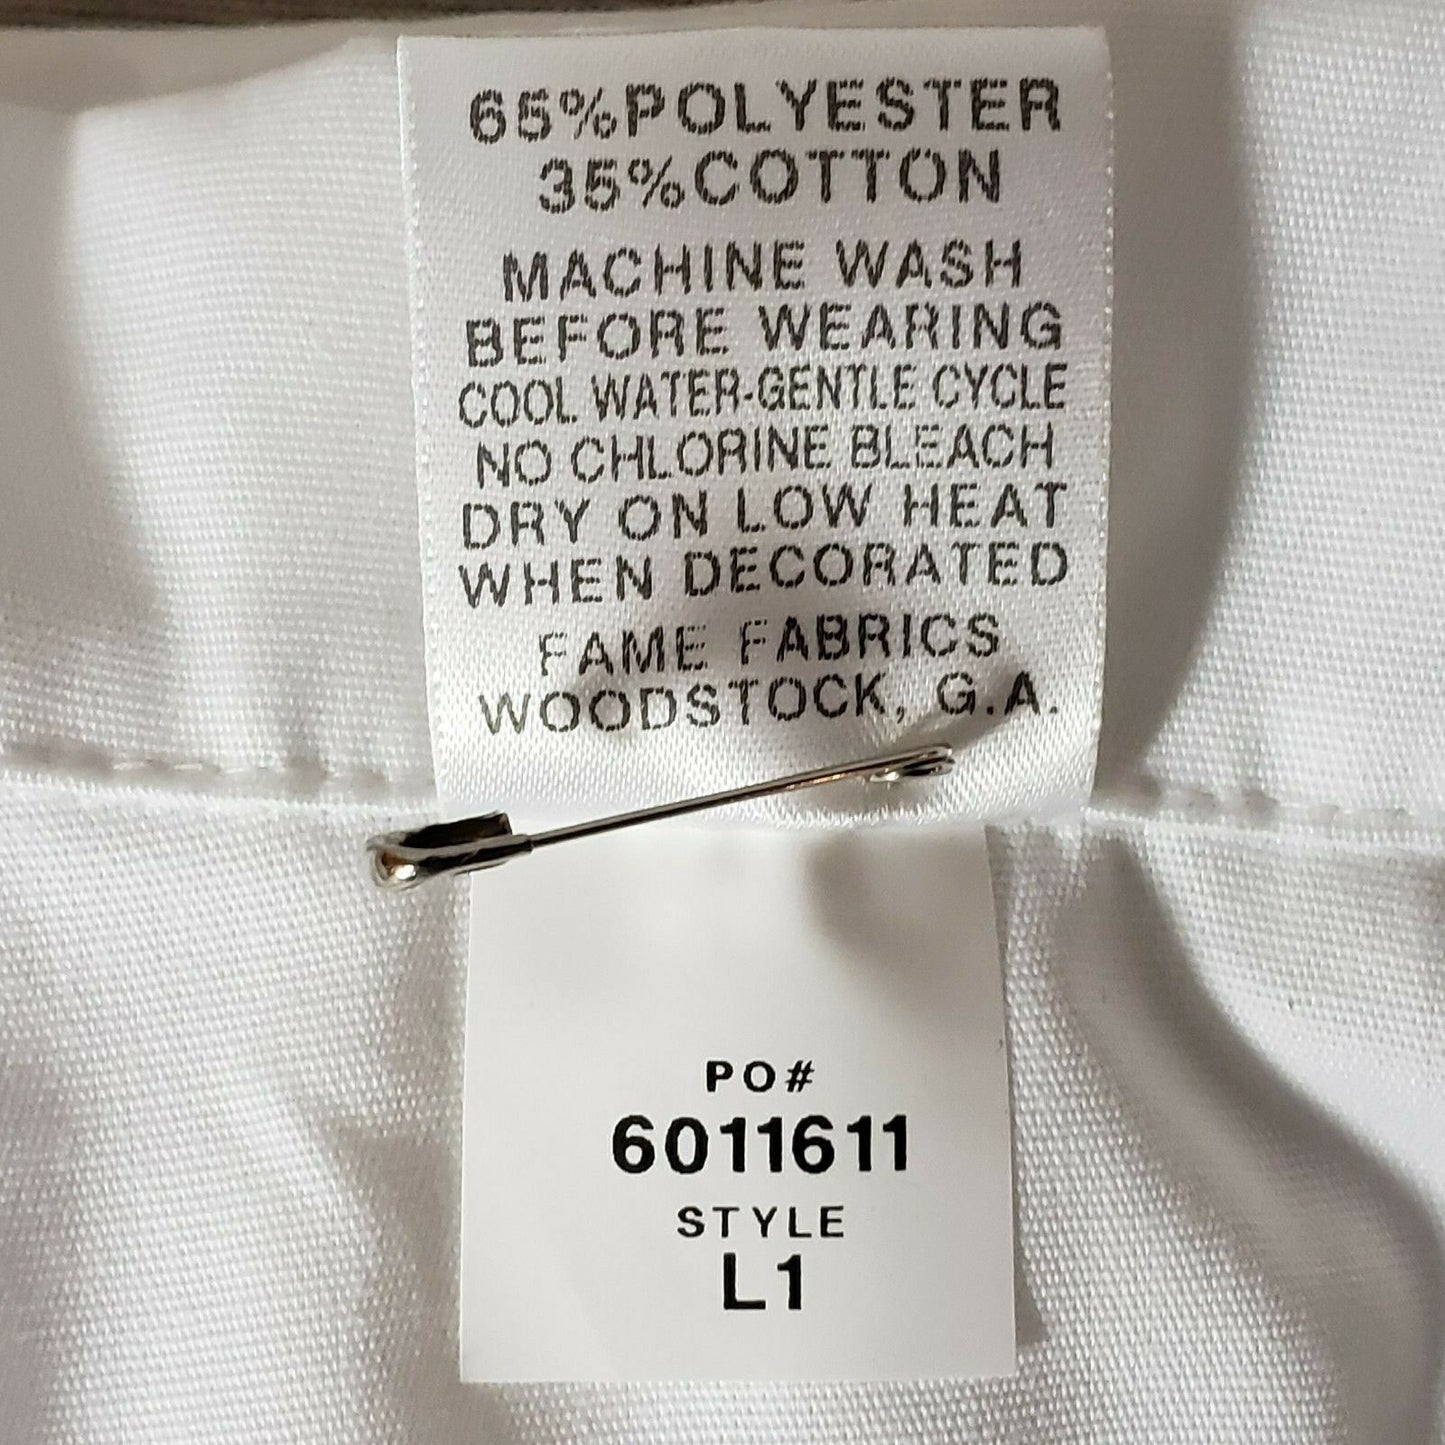 65%POLYESTER
35%COTTON
MACHINE WASH
BEFORE WEARING
COOL WATER-GENTLE CYCLE
NO CHLORINE BLEACH
DRY ON LOW HEAT
WHEN DECORATED
FAME FABRICS
WOODSTOCK, G.A.
PO#
6011611
STYLE
L1